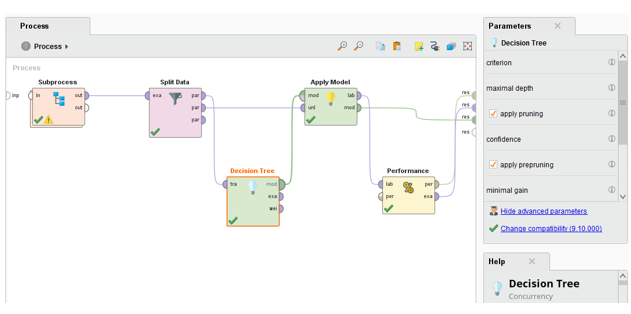 Process
Process
Process
inp
Subprocess
in out
out
Split Data
exa par
par
par
Apply Model
mod lab
unl mod
Decision Tree
tra mod
exa
wei
Performance
lab per
per exa
res
res
res
res
Parameters
Decision Tree
criterion
maximal depth
apply pruning
confidence
apply prepruning
minimal gain
Hide advanced parameters
Change compatibility (9.10.000)
Help
Decision Tree
Concurrency